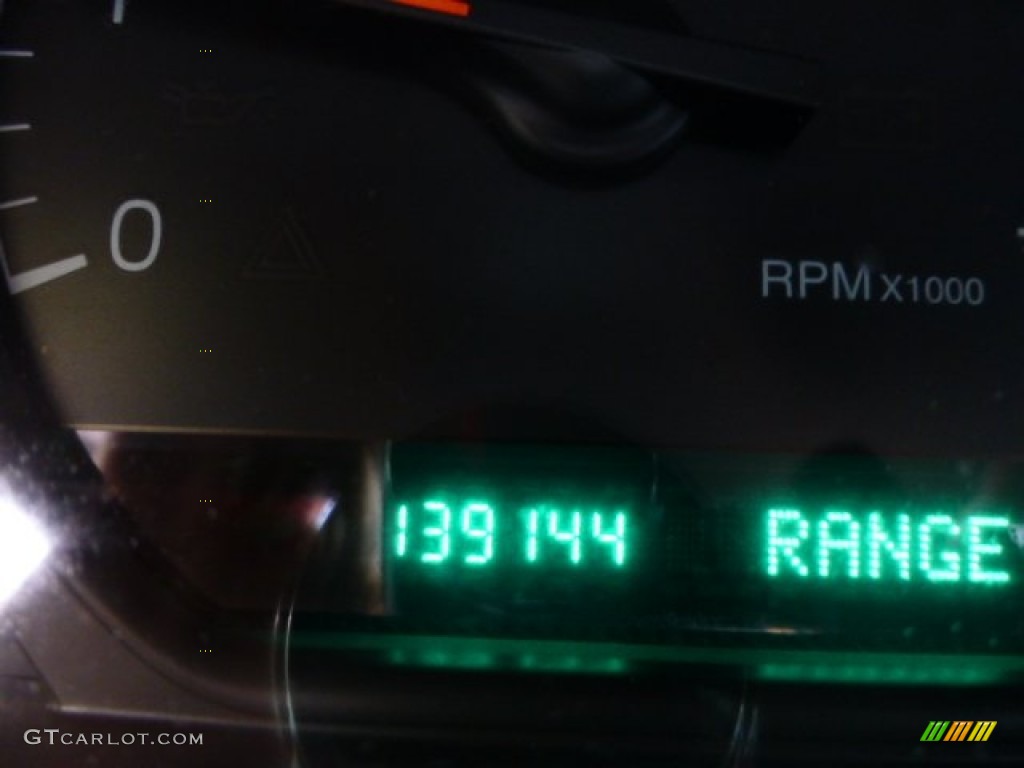 0
RPM X1000
139144 RANGE
GTCARLOT.COM